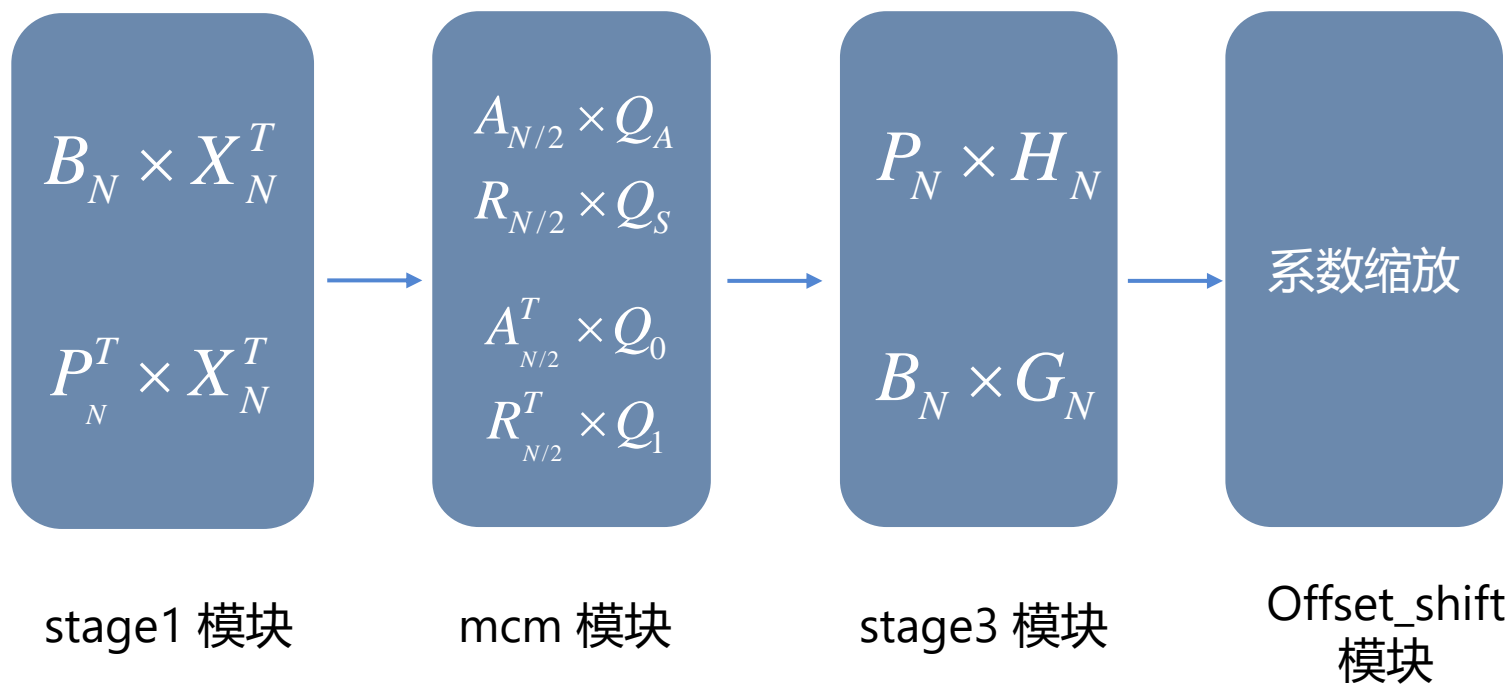 B_N × X_N^T
P_N^T × X_N^T
stage1 模块
A_{N/2} × Q_A
R_{N/2} × Q_S
A_{N/2}^T × Q_0
R_{N/2}^T × Q_1
mcm 模块
P_N × H_N
B_N × G_N
stage3 模块
系数缩放
Offset_shift
模块